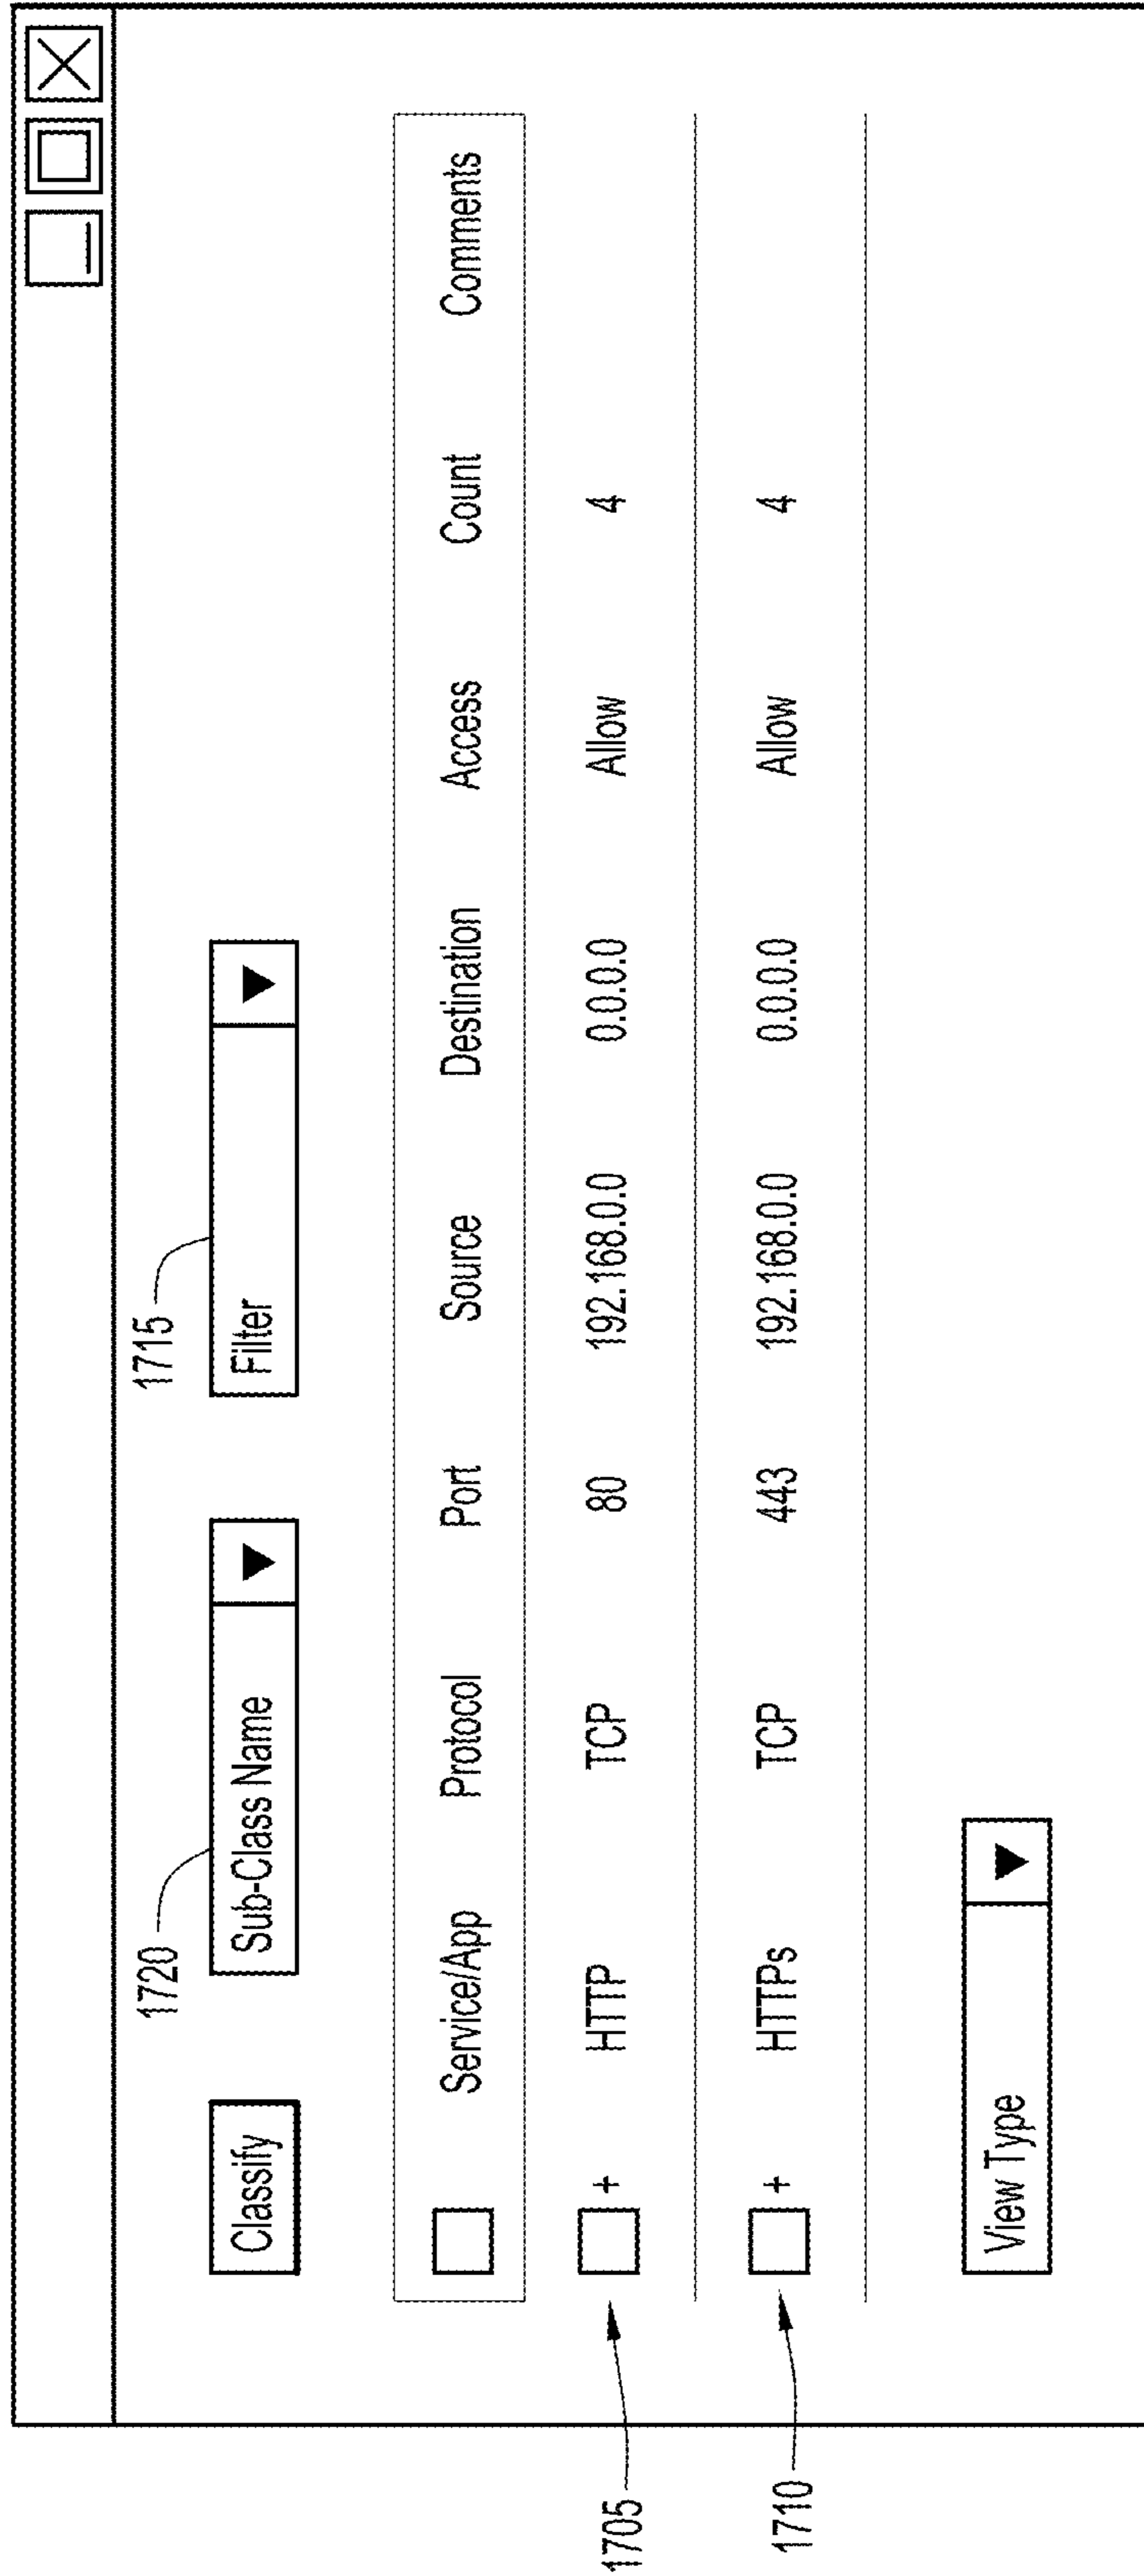 1720 1715
Classify Sub-Class Name Filter
Service/App Protocol Port Source Destination Access Count Comments
1705 + HTTP TCP 80 192.168.0.0 0.0.0.0 Allow 4
1710 + HTTPs TCP 443 192.168.0.0 0.0.0.0 Allow 4
View Type